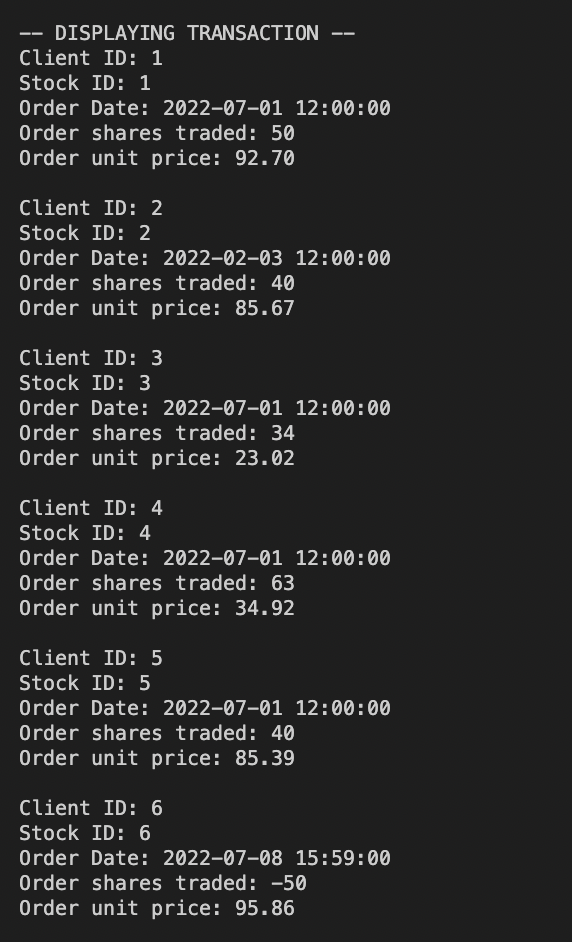 -- DISPLAYING TRANSACTION --
Client ID: 1
Stock ID: 1
Order Date: 2022-07-01 12:00:00
Order shares traded: 50
Order unit price: 92.70
Client ID: 2
Stock ID: 2
Order Date: 2022-02-03 12:00:00
Order shares traded: 40
Order unit price: 85.67
Client ID: 3
Stock ID: 3
Order Date: 2022-07-01 12:00:00
Order shares traded: 34
Order unit price: 23.02
Client ID: 4
Stock ID: 4
Order Date: 2022-07-01 12:00:00
Order shares traded: 63
Order unit price: 34.92
Client ID: 5
Stock ID: 5
Order Date: 2022-07-01 12:00:00
Order shares traded: 40
Order unit price: 85.39
Client ID: 6
Stock ID: 6
Order Date: 2022-07-08 15:59:00
Order shares traded: -50
Order unit price: 95.86